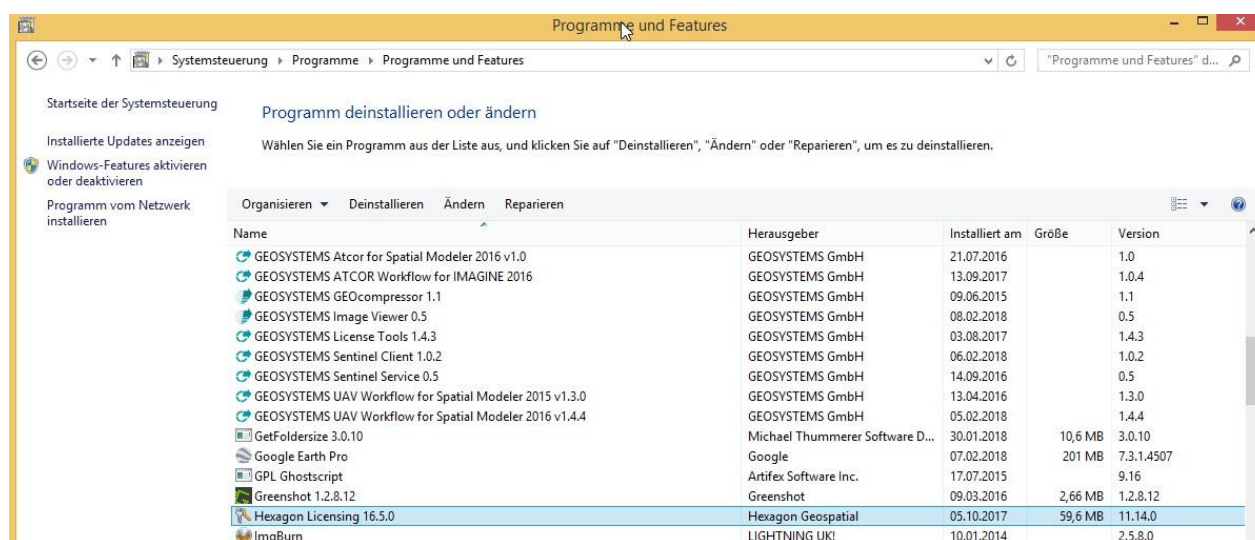 Programme und Features
Systemsteuerung Programme Programme und Features
"Programme und Features" d...
Startseite der Systemsteuerung
Installierte Updates anzeigen
Windows-Features aktivieren
oder deaktivieren
Programm vom Netzwerk
installieren
Programm deinstallieren oder ändern
Wählen Sie ein Programm aus der Liste aus, und klicken Sie auf "Deinstallieren", "Ändern" oder "Reparieren", um es zu deinstallieren.
Organisieren Deinstallieren Ändern Reparieren
Name Herausgeber Installiert am Größe Version
GEOSYSTEMS Atcor for Spatial Modeler 2016 v1.0 GEOSYSTEMS GmbH 21.07.2016 1.0
GEOSYSTEMS ATCOR Workflow for IMAGINE 2016 GEOSYSTEMS GmbH 13.09.2017 1.0.4
GEOSYSTEMS GEOcompressor 1.1 GEOSYSTEMS GmbH 09.06.2015 1.1
GEOSYSTEMS Image Viewer 0.5 GEOSYSTEMS GmbH 08.02.2018 0.5
GEOSYSTEMS License Tools 1.4.3 GEOSYSTEMS GmbH 03.08.2017 1.4.3
GEOSYSTEMS Sentinel Client 1.0.2 GEOSYSTEMS GmbH 06.02.2018 1.0.2
GEOSYSTEMS Sentinel Service 0.5 GEOSYSTEMS GmbH 14.09.2016 0.5
GEOSYSTEMS UAV Workflow for Spatial Modeler 2015 v1.3.0 GEOSYSTEMS GmbH 13.04.2016 1.3.0
GEOSYSTEMS UAV Workflow for Spatial Modeler 2016 v1.4.4 GEOSYSTEMS GmbH 05.02.2018 1.4.4
GetFoldersize 3.0.10 Michael Thummerer Software D... 30.01.2018 10,6 MB 3.0.10
Google Earth Pro Google 07.02.2018 201 MB 7.3.1.4507
GPL Ghostscript Artifex Software Inc. 17.07.2015 9.16
Greenshot 1.2.8.12 Greenshot 09.03.2016 2,66 MB 1.2.8.12
Hexagon Licensing 16.5.0 Hexagon Geospatial 05.10.2017 59,6 MB 11.14.0
ImgBurn LIGHTNING UK! 10.01.2014 2.5.8.0